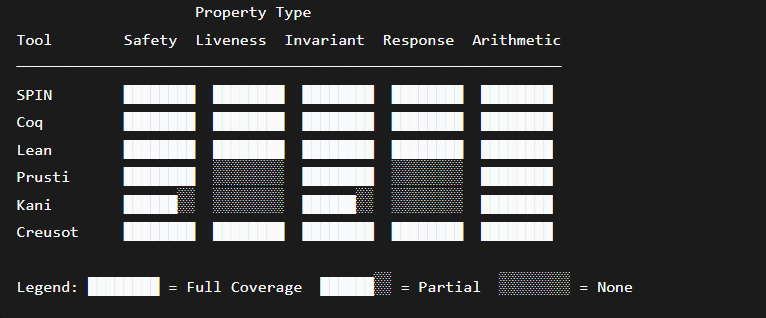 Property Type
Tool Safety Liveness Invariant Response Arithmetic
SPIN
Coq
Lean
Prusti
Kani
Creusot
Legend: ████████ = Full Coverage ██████░░ = Partial ░░░░░░░░ = None